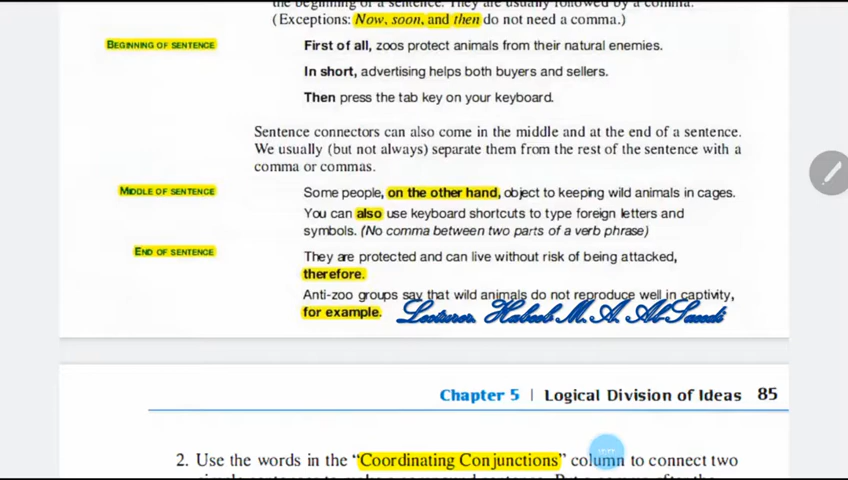 (Exceptions: Now, soon, and then do not need a comma.)
BEGINNING OF SENTENCE
First of all, zoos protect animals from their natural enemies.
In short, advertising helps both buyers and sellers.
Then press the tab key on your keyboard.
Sentence connectors can also come in the middle and at the end of a sentence.
We usually (but not always) separate them from the rest of the sentence with a
comma or commas.
MIDDLE OF SENTENCE
Some people, on the other hand, object to keeping wild animals in cages.
You can also use keyboard shortcuts to type foreign letters and
symbols. (No comma between two parts of a verb phrase)
END OF SENTENCE
They are protected and can live without risk of being attacked,
therefore.
Anti-zoo groups say that wild animals do not reproduce well in captivity,
for example.
Lecturer Habeeb M. A. Al-Saeedi
Chapter 5 | Logical Division of Ideas 85
2. Use the words in the “Coordinating Conjunctions” column to connect two